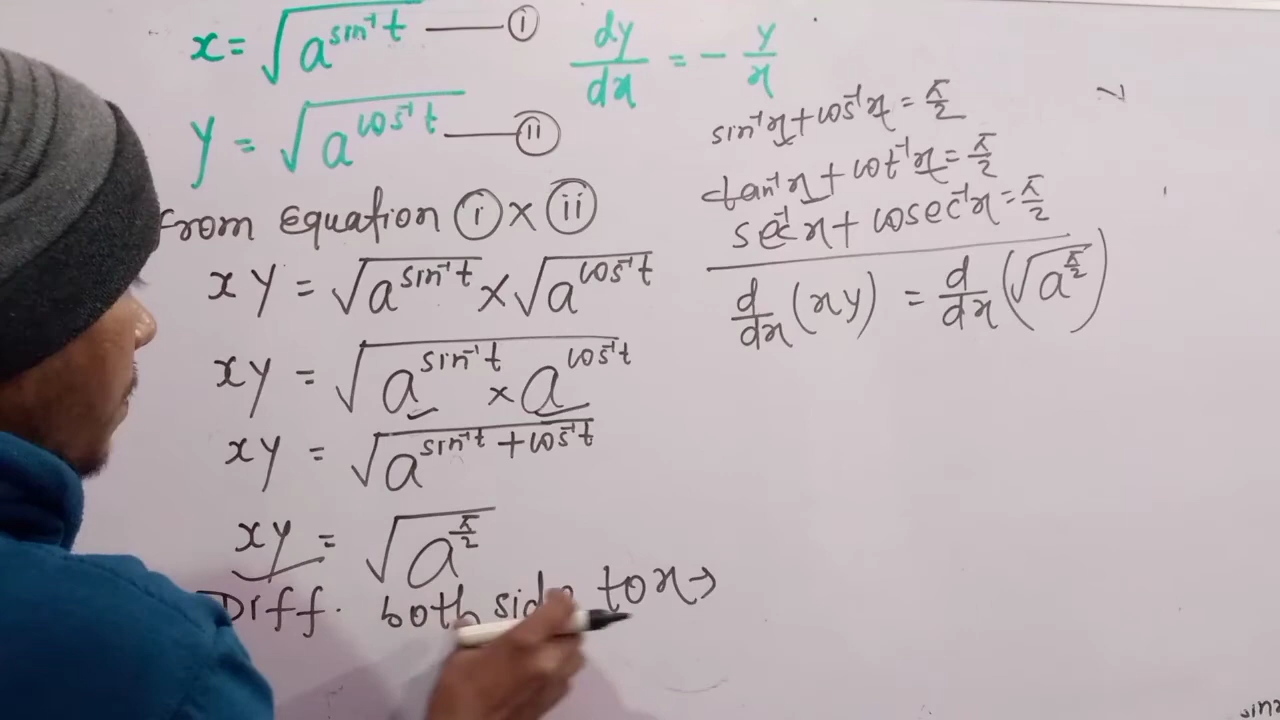 x = √a^sin⁻¹t —— (i)
y = √a^cos⁻¹t —— (ii)
dy/dx = - y/x
from Equation (i) × (ii)
xy = √a^sin⁻¹t × √a^cos⁻¹t
xy = √(a^sin⁻¹t × a^cos⁻¹t)
xy = √a^(sin⁻¹t + cos⁻¹t)
xy = √a^(π/2)
Diff. both side to x →
sin⁻¹x + cos⁻¹x = π/2
tan⁻¹x + cot⁻¹x = π/2
sec⁻¹x + cosec⁻¹x = π/2
d/dx (xy) = d/dx (√a^(π/2))